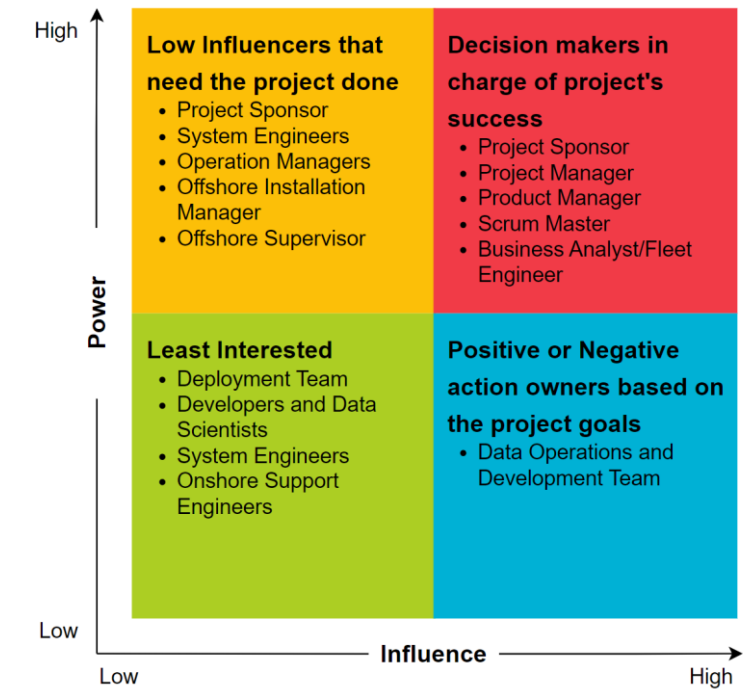 High
Low Influencers that
need the project done
• Project Sponsor
• System Engineers
• Operation Managers
• Offshore Installation
Manager
• Offshore Supervisor
Decision makers in
charge of project's
success
• Project Sponsor
• Project Manager
• Product Manager
• Scrum Master
• Business Analyst/Fleet
Engineer
Power
Least Interested
• Deployment Team
• Developers and Data
Scientists
• System Engineers
• Onshore Support
Engineers
Positive or Negative
action owners based on
the project goals
• Data Operations and
Development Team
Low
Low
Influence
High